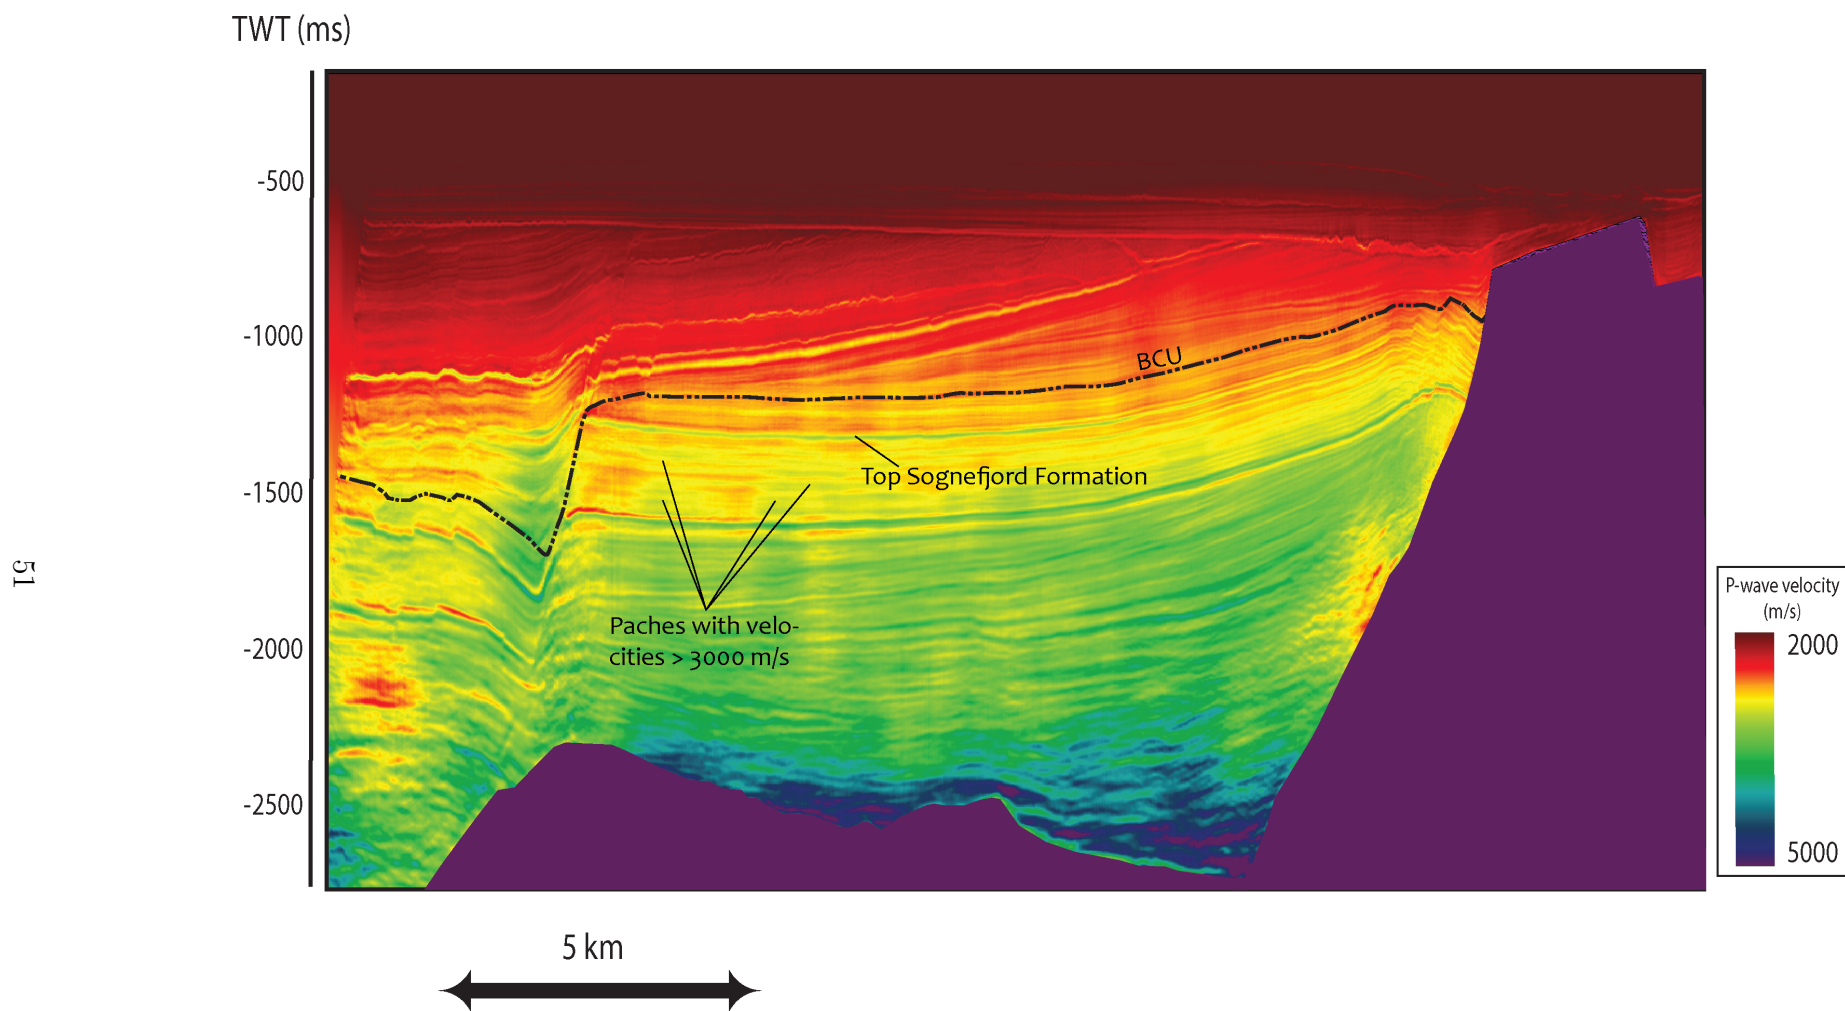 TWT (ms)
-500
-1000
-1500
-2000
-2500
BCU
Top Sognefjord Formation
Paches with velo-
cities > 3000 m/s
P-wave velocity
(m/s)
2000
5000
5 km
51